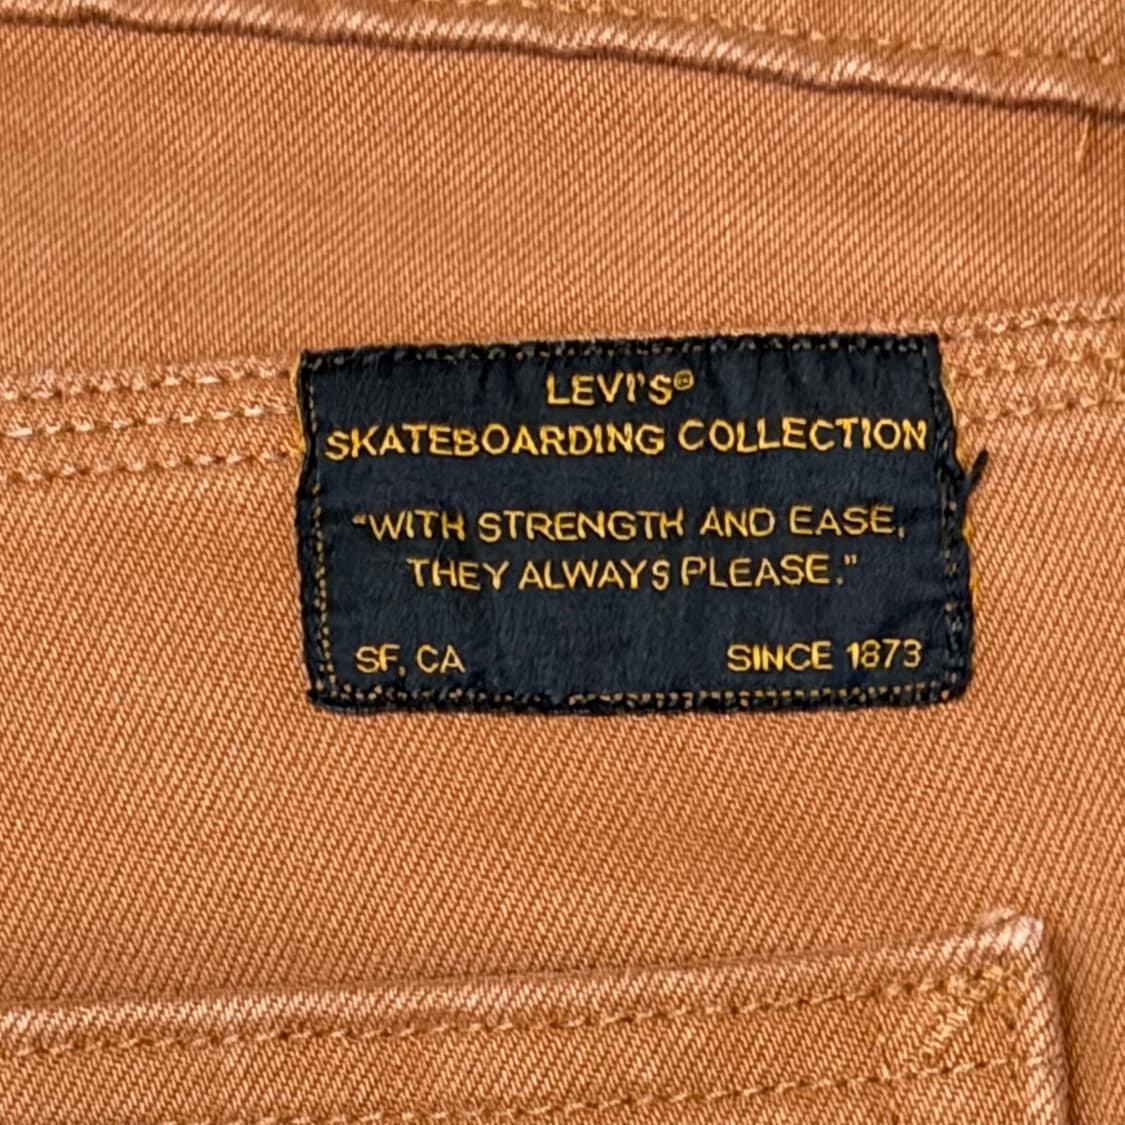 LEVI'S®
SKATEBOARDING COLLECTION
"WITH STRENGTH AND EASE,
THEY ALWAYS PLEASE."
SF, CA SINCE 1873